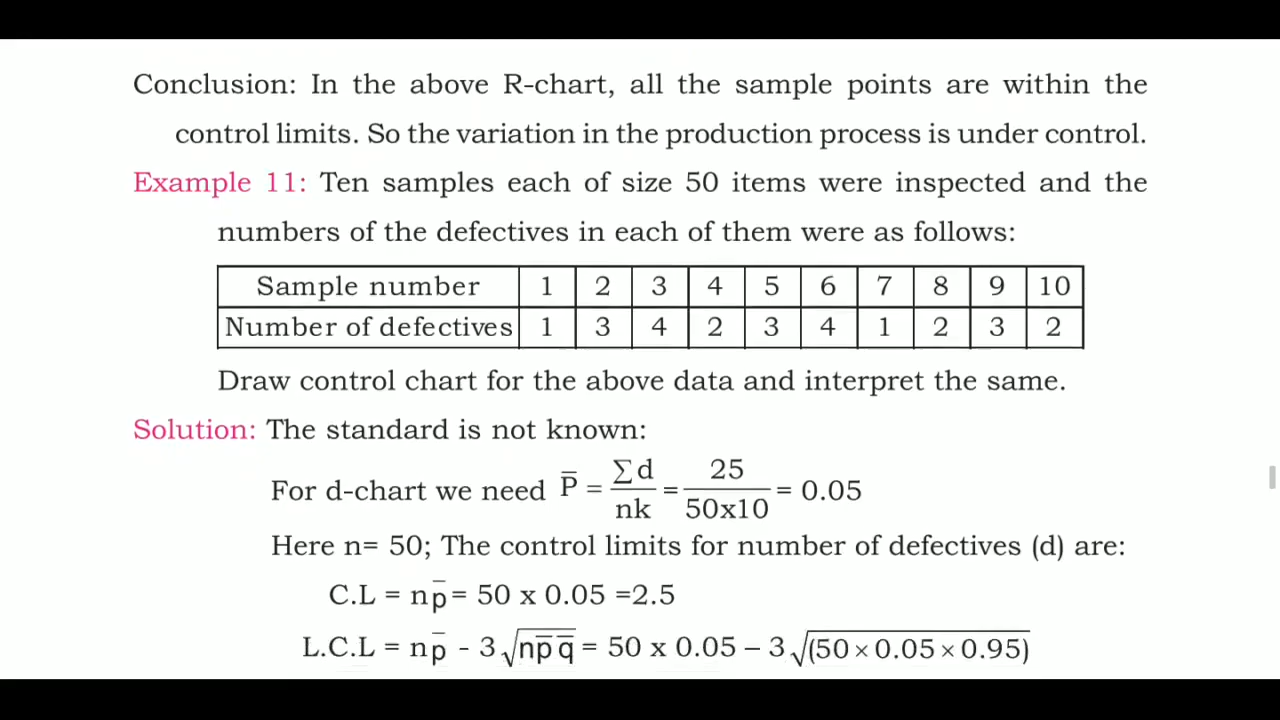 Conclusion: In the above R-chart, all the sample points are within the
control limits. So the variation in the production process is under control.
Example 11: Ten samples each of size 50 items were inspected and the
numbers of the defectives in each of them were as follows:
Sample number 1 2 3 4 5 6 7 8 9 10
Number of defectives 1 3 4 2 3 4 1 2 3 2
Draw control chart for the above data and interpret the same.
Solution: The standard is not known:
For d-chart we need P̅ = ∑d/nk = 25/50x10 = 0.05
Here n= 50; The control limits for number of defectives (d) are:
C.L = np̅ = 50 x 0.05 =2.5
L.C.L = np̅ - 3√np̅q̅ = 50 x 0.05 – 3√(50×0.05×0.95)